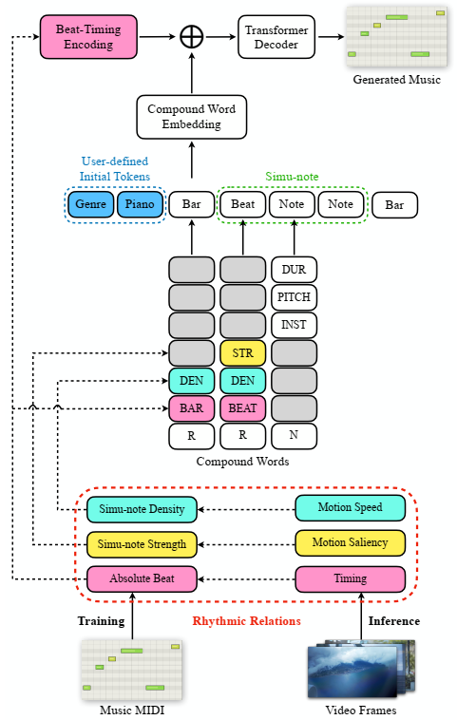 Beat-Timing
Encoding
Transformer
Decoder
Generated Music
Compound Word
Embedding
User-defined
Initial Tokens
Simu-note
Genre
Piano
Bar
Beat
Note
Note
Bar
DUR
PITCH
INST
STR
DEN
DEN
BAR
BEAT
R
R
N
Compound Words
Simu-note Density
Motion Speed
Simu-note Strength
Motion Saliency
Absolute Beat
Timing
Training
Rhythmic Relations
Inference
Music MIDI
Video Frames